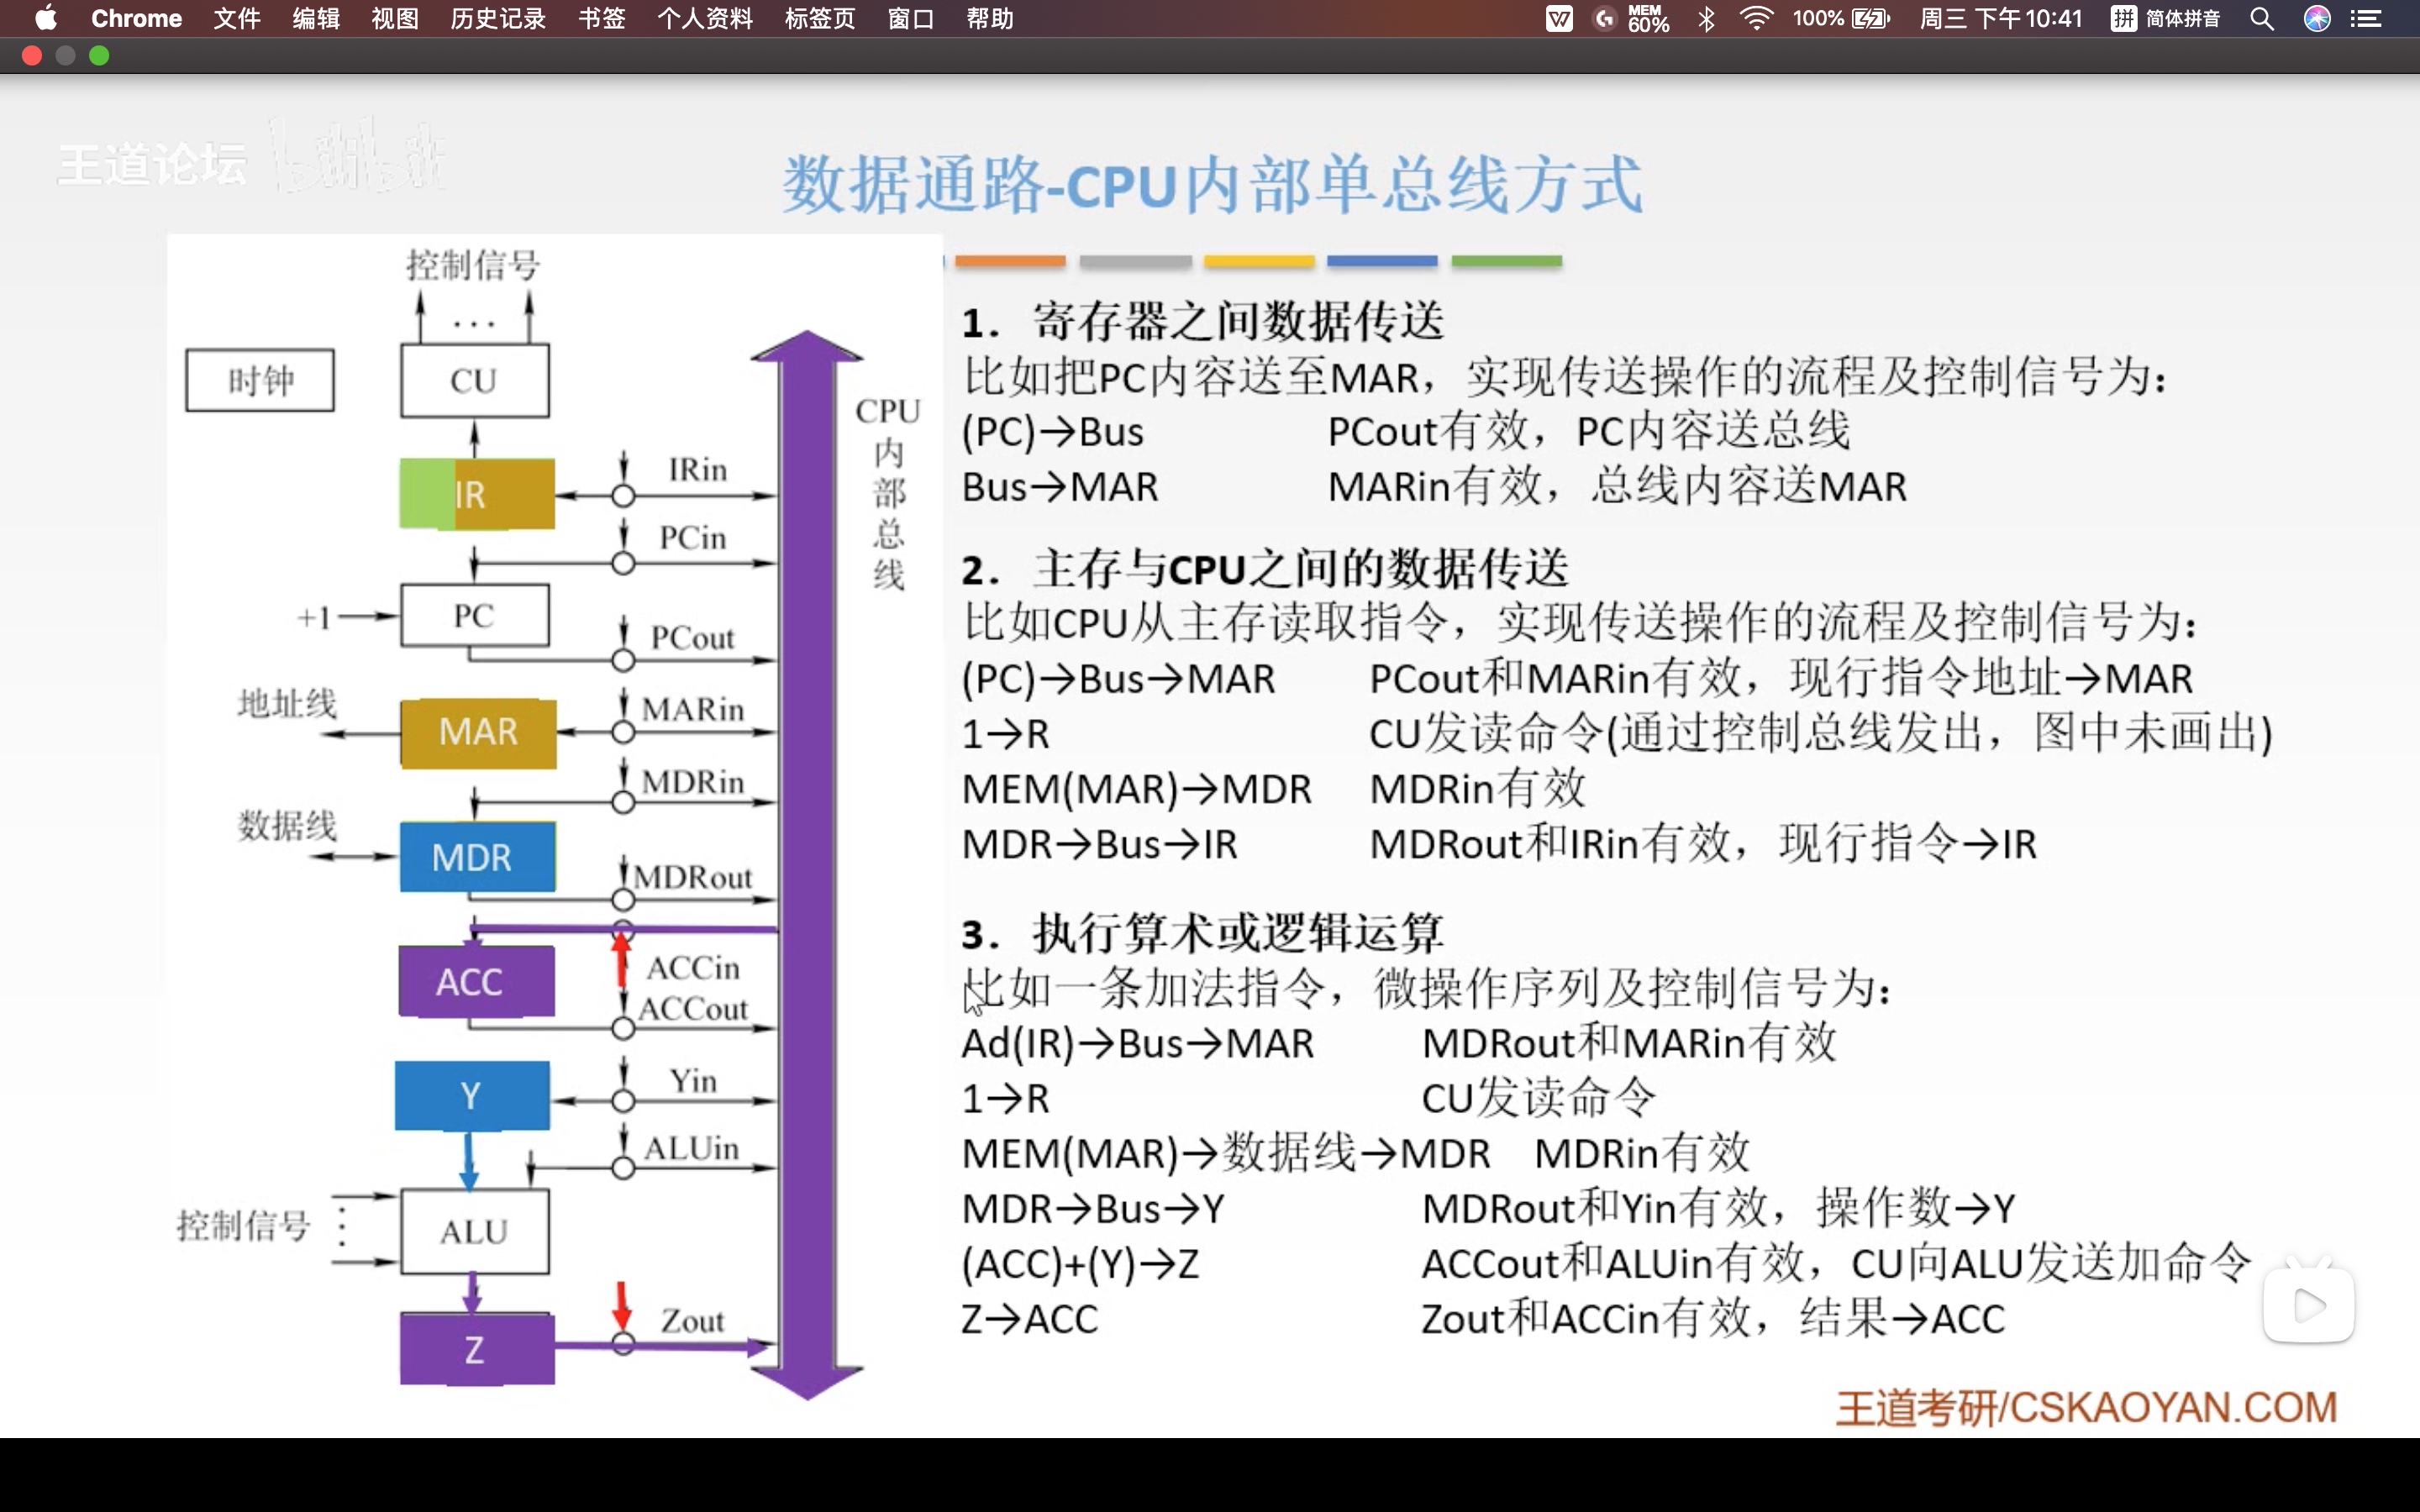 Chrome 文件 编辑 视图 历史记录 书签 个人资料 标签页 窗口 帮助 MEM 60% 100% 周三 下午10:41 拼 简体拼音
王道论坛 bilibili
数据通路-CPU内部单总线方式
控制信号
...
时钟
CU
CPU内部总线
IR
IRin
PCin
+1
PC
PCout
地址线
MAR
MARin
MDRin
数据线
MDR
MDRout
ACC
ACCin
ACCout
Y
Yin
ALUin
控制信号
ALU
Z
Zout
1. 寄存器之间数据传送
比如把PC内容送至MAR，实现传送操作的流程及控制信号为：
(PC)→Bus PCout有效，PC内容送总线
Bus→MAR MARin有效，总线内容送MAR
2. 主存与CPU之间的数据传送
比如CPU从主存读取指令，实现传送操作的流程及控制信号为：
(PC)→Bus→MAR PCout和MARin有效，现行指令地址→MAR
1→R CU发读命令(通过控制总线发出，图中未画出)
MEM(MAR)→MDR MDRin有效
MDR→Bus→IR MDRout和IRin有效，现行指令→IR
3. 执行算术或逻辑运算
比如一条加法指令，微操作序列及控制信号为：
Ad(IR)→Bus→MAR MDRout和MARin有效
1→R CU发读命令
MEM(MAR)→数据线→MDR MDRin有效
MDR→Bus→Y MDRout和Yin有效，操作数→Y
(ACC)+(Y)→Z ACCout和ALUin有效，CU向ALU发送加命令
Z→ACC Zout和ACCin有效，结果→ACC
王道考研/CSKAOYAN.COM